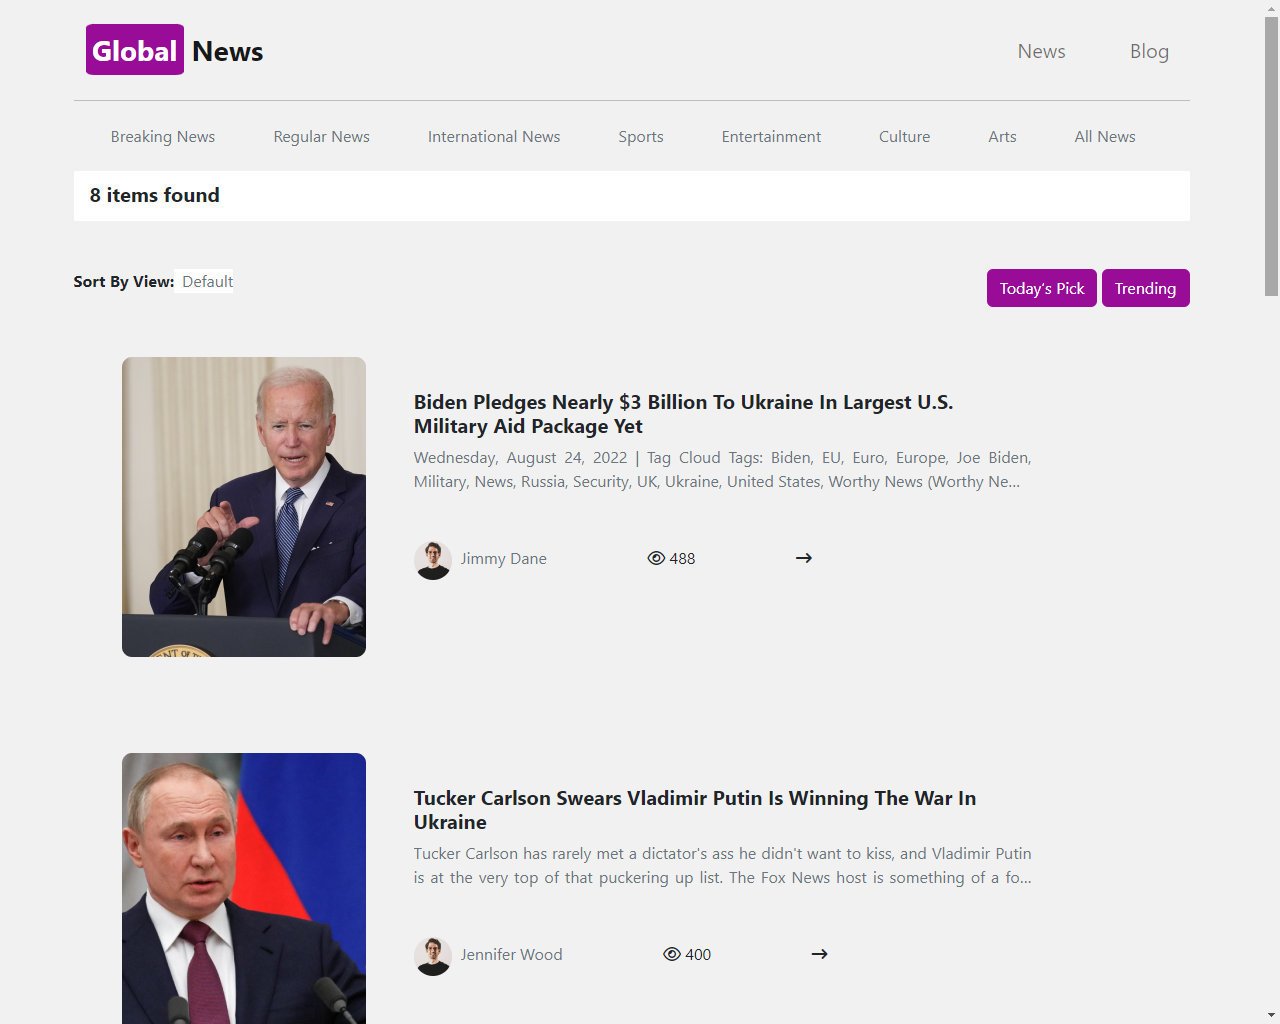 Global News
News
Blog
Breaking News
Regular News
International News
Sports
Entertainment
Culture
Arts
All News
8 items found
Sort By View: Default
Today's Pick
Trending
Biden Pledges Nearly $3 Billion To Ukraine In Largest U.S.
Military Aid Package Yet
Wednesday, August 24, 2022 | Tag Cloud Tags: Biden, EU, Euro, Europe, Joe Biden,
Military, News, Russia, Security, UK, Ukraine, United States, Worthy News (Worthy Ne...
Jimmy Dane
488
Tucker Carlson Swears Vladimir Putin Is Winning The War In
Ukraine
Tucker Carlson has rarely met a dictator's ass he didn't want to kiss, and Vladimir Putin
is at the very top of that puckering up list. The Fox News host is something of a fo...
Jennifer Wood
400